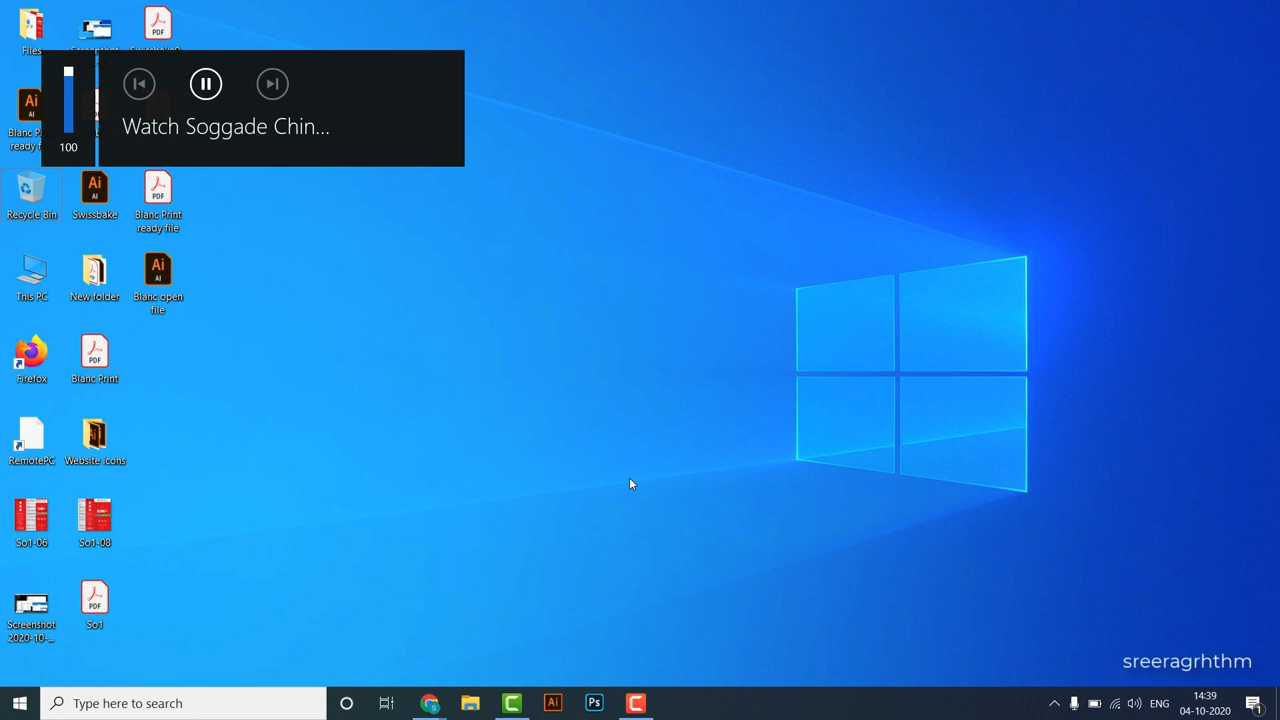 Files
100
Watch Soggade Chin...
Recycle Bin
Swissbake
Blanc Print
ready file
This PC
New folder
Blanc open
file
Firefox
Blanc Print
RemotePC
Website icons
So1-06
So1-08
Screenshot
2020-10-...
So1
sreeragrhthm
Type here to search
ENG
14:39
04-10-2020
1